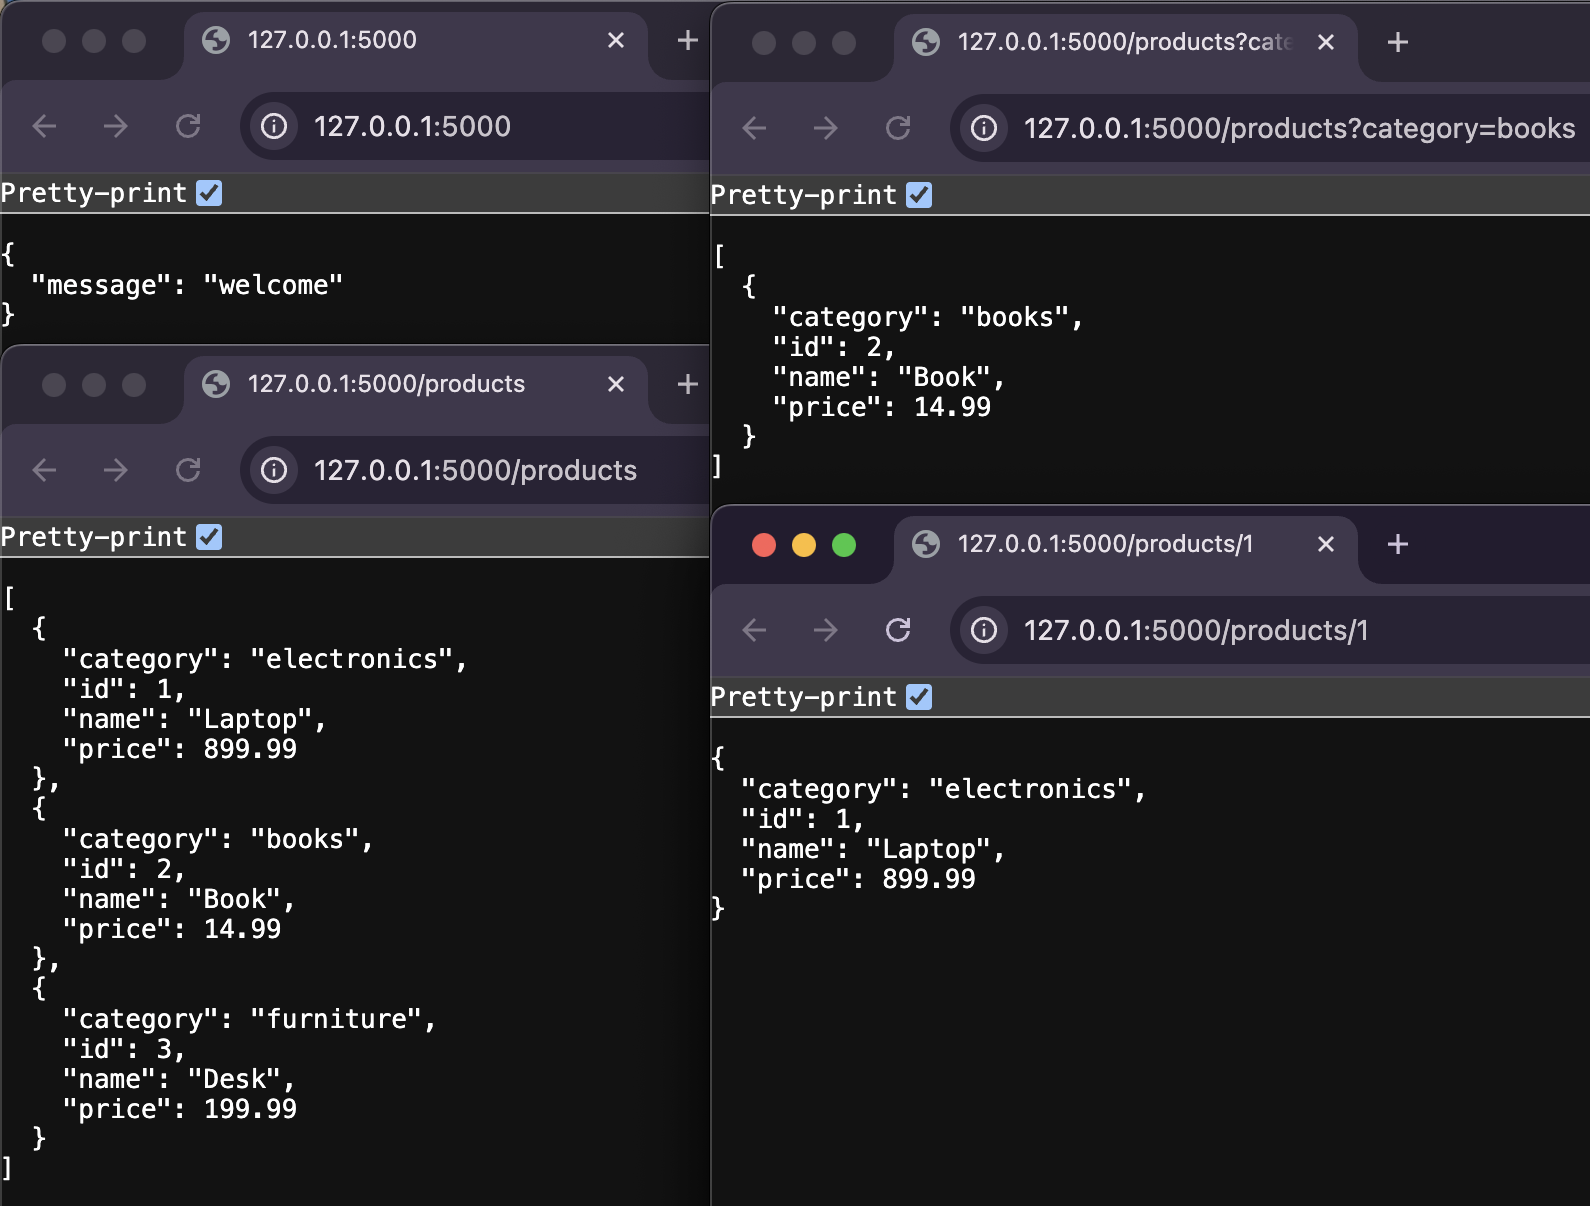 127.0.0.1:5000
127.0.0.1:5000
Pretty-print
{
  "message": "welcome"
}
127.0.0.1:5000/products
127.0.0.1:5000/products
Pretty-print
[
  {
    "category": "electronics",
    "id": 1,
    "name": "Laptop",
    "price": 899.99
  },
  {
    "category": "books",
    "id": 2,
    "name": "Book",
    "price": 14.99
  },
  {
    "category": "furniture",
    "id": 3,
    "name": "Desk",
    "price": 199.99
  }
]
127.0.0.1:5000/products?cate
127.0.0.1:5000/products?category=books
Pretty-print
[
  {
    "category": "books",
    "id": 2,
    "name": "Book",
    "price": 14.99
  }
]
127.0.0.1:5000/products/1
127.0.0.1:5000/products/1
Pretty-print
{
  "category": "electronics",
  "id": 1,
  "name": "Laptop",
  "price": 899.99
}